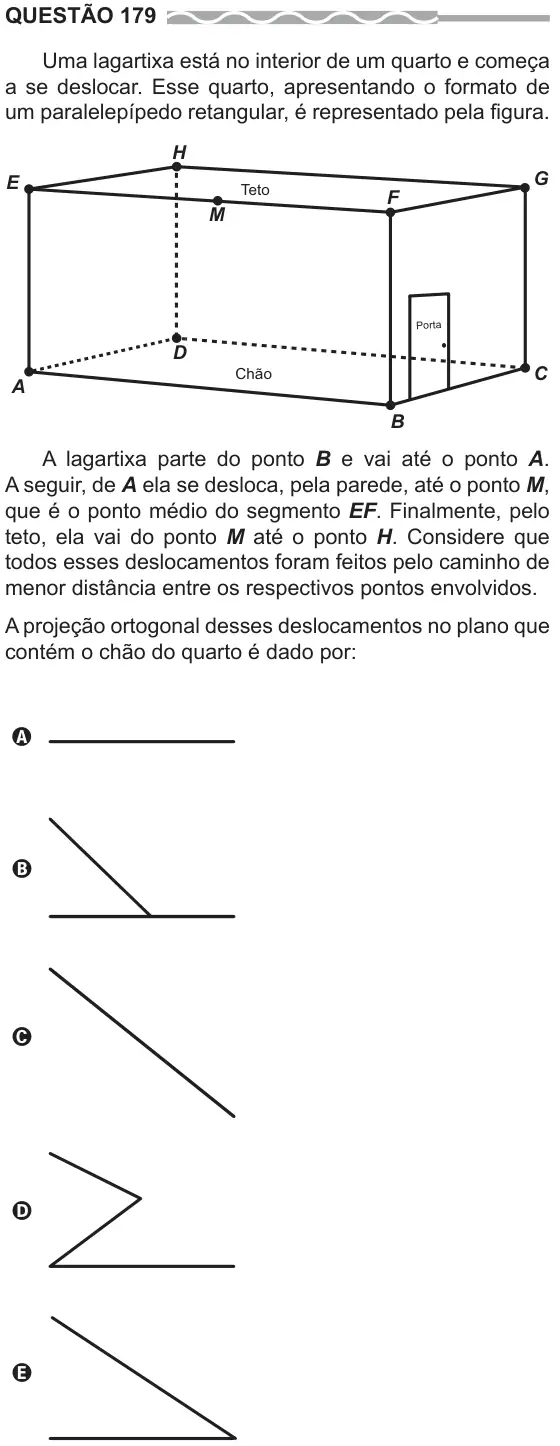 QUESTÃO 179
Uma lagartixa está no interior de um quarto e começa
a se deslocar. Esse quarto, apresentando o formato de
um paralelepípedo retangular, é representado pela figura.
H
E
Teto
G
M
F
Porta
D
Chão
A
C
B
A lagartixa parte do ponto B e vai até o ponto A.
A seguir, de A ela se desloca, pela parede, até o ponto M,
que é o ponto médio do segmento EF. Finalmente, pelo
teto, ela vai do ponto M até o ponto H. Considere que
todos esses deslocamentos foram feitos pelo caminho de
menor distância entre os respectivos pontos envolvidos.
A projeção ortogonal desses deslocamentos no plano que
contém o chão do quarto é dado por:
A
B
C
D
E